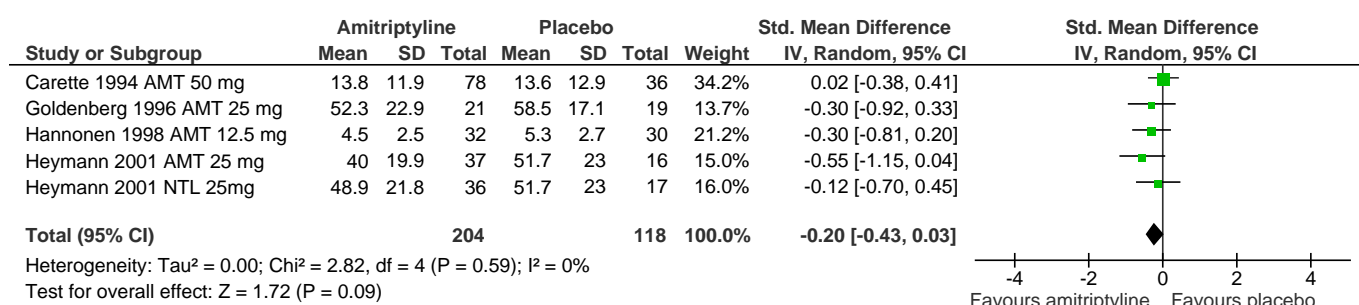 Amitriptyline Placebo Std. Mean Difference Std. Mean Difference
Study or Subgroup Mean SD Total Mean SD Total Weight IV, Random, 95% CI IV, Random, 95% CI
Carette 1994 AMT 50 mg 13.8 11.9 78 13.6 12.9 36 34.2% 0.02 [-0.38, 0.41]
Goldenberg 1996 AMT 25 mg 52.3 22.9 21 58.5 17.1 19 13.7% -0.30 [-0.92, 0.33]
Hannonen 1998 AMT 12.5 mg 4.5 2.5 32 5.3 2.7 30 21.2% -0.30 [-0.81, 0.20]
Heymann 2001 AMT 25 mg 40 19.9 37 51.7 23 16 15.0% -0.55 [-1.15, 0.04]
Heymann 2001 NTL 25mg 48.9 21.8 36 51.7 23 17 16.0% -0.12 [-0.70, 0.45]
Total (95% CI) 204 118 100.0% -0.20 [-0.43, 0.03]
Heterogeneity: Tau² = 0.00; Chi² = 2.82, df = 4 (P = 0.59); I² = 0%
Test for overall effect: Z = 1.72 (P = 0.09)
-4 -2 0 2 4
Favours amitriptyline Favours placebo